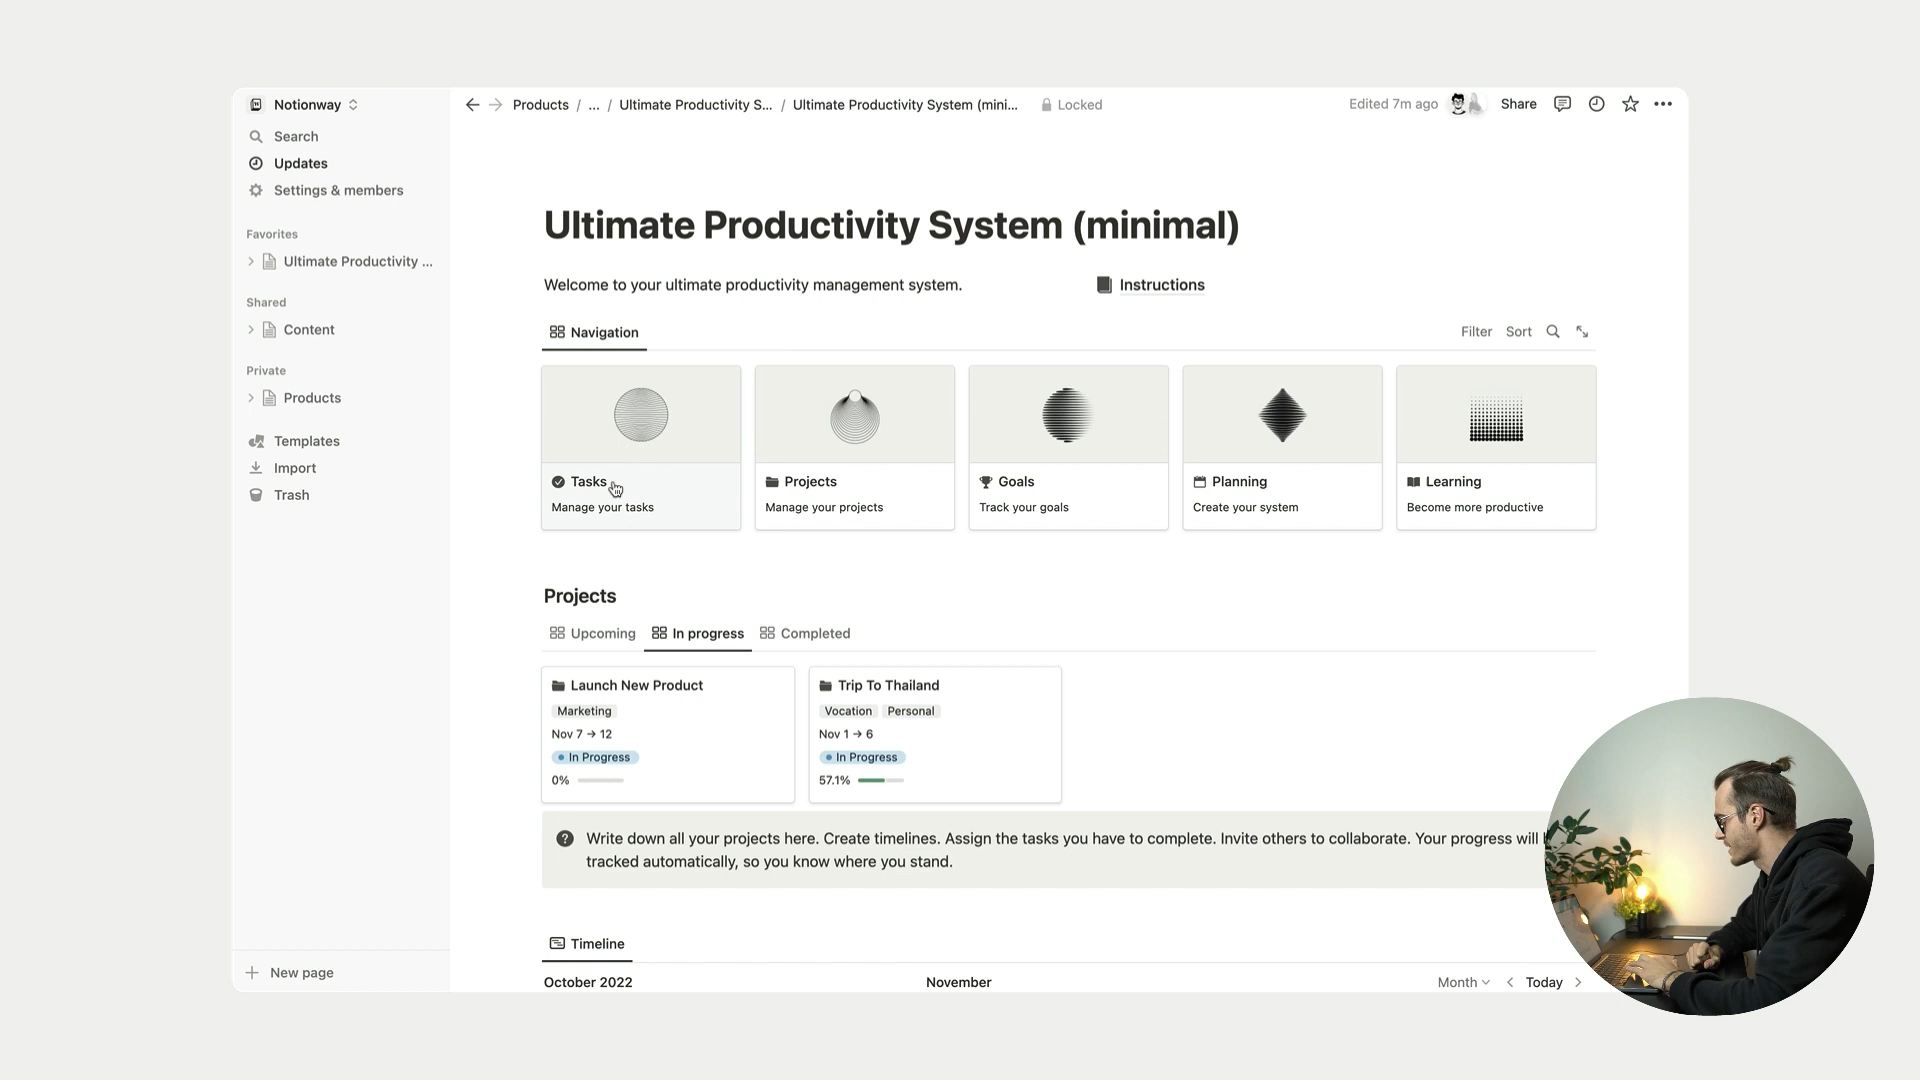 Notionway
Search
Updates
Settings & members
Favorites
Ultimate Productivity ...
Shared
Content
Private
Products
Templates
Import
Trash
New page
Products / ... / Ultimate Productivity S... / Ultimate Productivity System (mini... Locked
Edited 7m ago Share
Ultimate Productivity System (minimal)
Welcome to your ultimate productivity management system.
Instructions
Navigation
Filter Sort
Tasks
Manage your tasks
Projects
Manage your projects
Goals
Track your goals
Planning
Create your system
Learning
Become more productive
Projects
Upcoming In progress Completed
Launch New Product
Marketing
Nov 7 → 12
In Progress
0%
Trip To Thailand
Vocation Personal
Nov 1 → 6
In Progress
57.1%
Write down all your projects here. Create timelines. Assign the tasks you have to complete. Invite others to collaborate. Your progress will
tracked automatically, so you know where you stand.
Timeline
October 2022 November Month Today